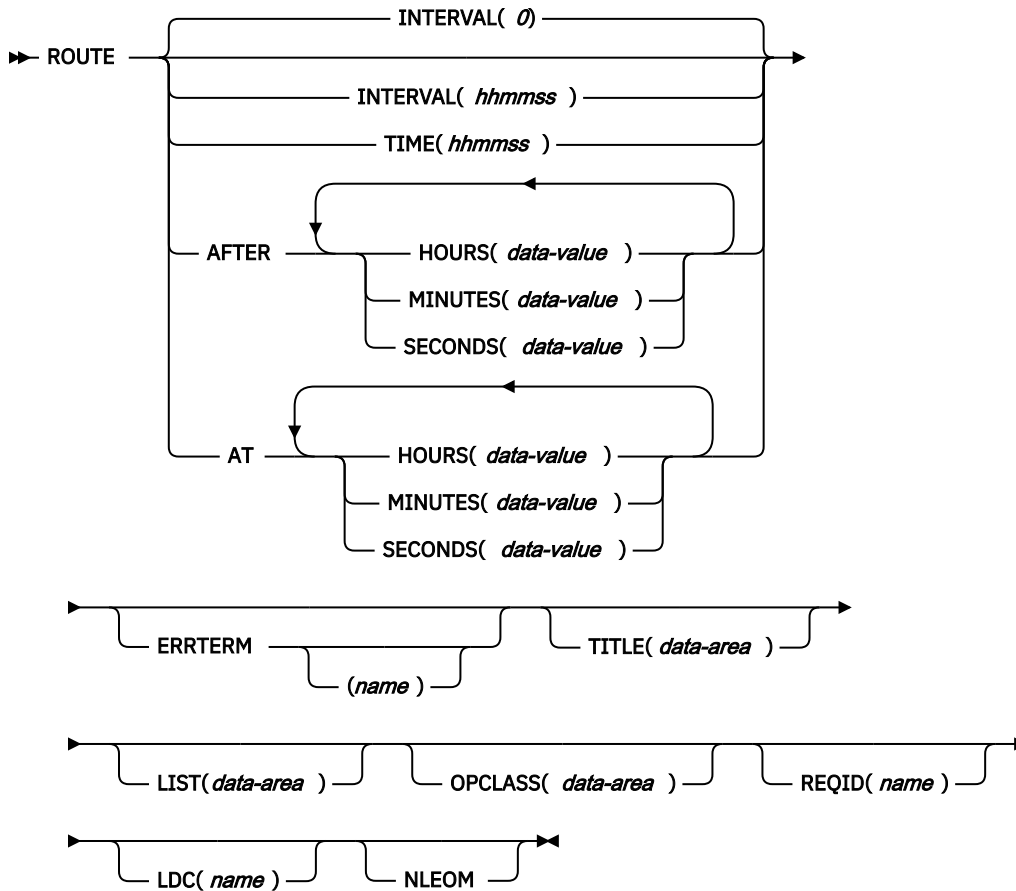 INTERVAL( 0)
ROUTE
INTERVAL( hhmmss )
TIME( hhmmss )
AFTER HOURS( data-value )
MINUTES( data-value )
SECONDS( data-value )
AT HOURS( data-value )
MINUTES( data-value )
SECONDS( data-value )
ERRTERM TITLE( data-area )
(name )
LIST(data-area ) OPCLASS( data-area ) REQID( name )
LDC( name ) NLEOM